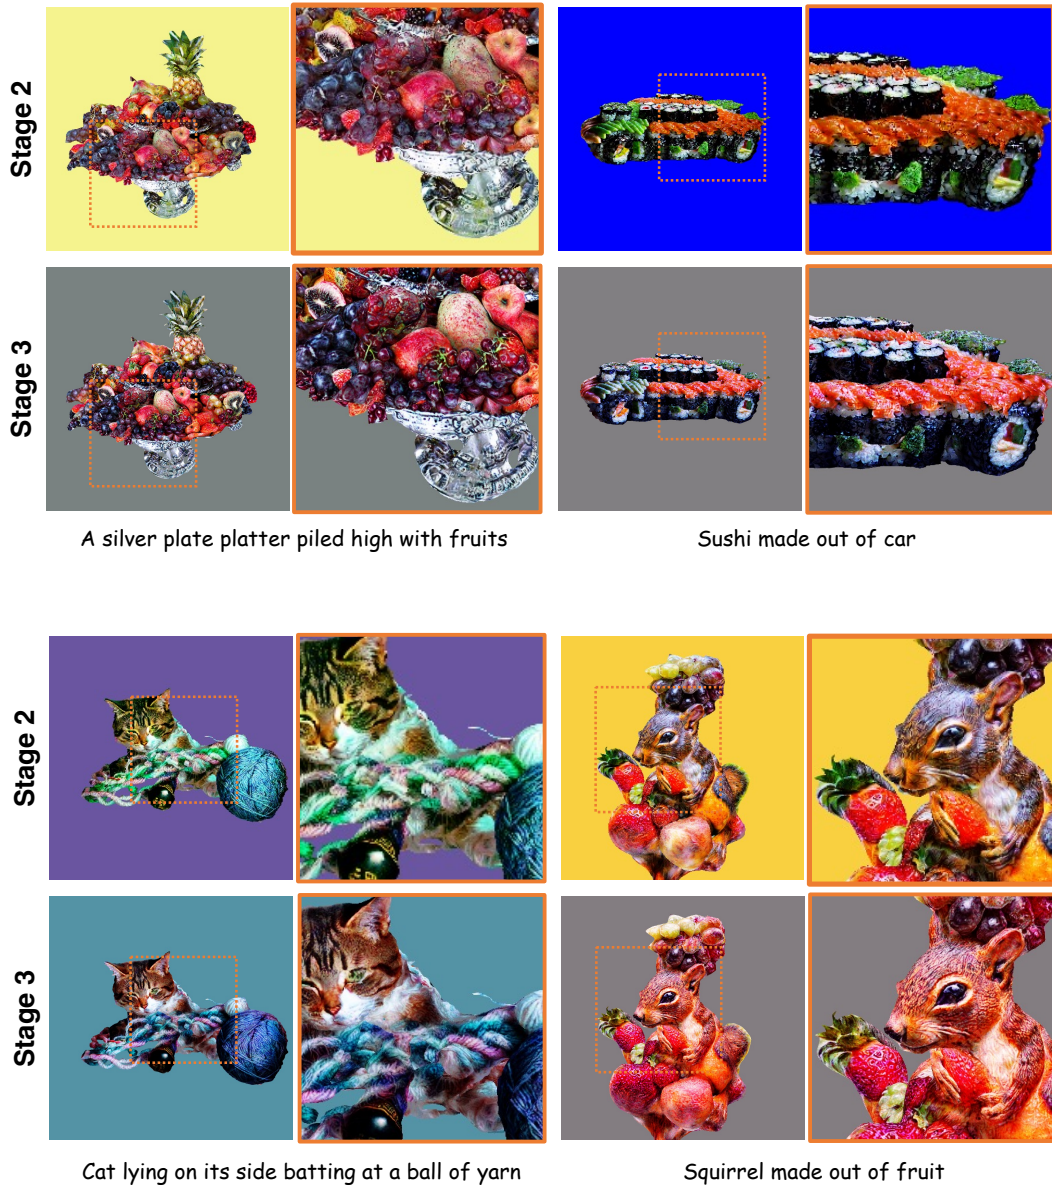 Stage 2
Stage 3
A silver plate platter piled high with fruits
Sushi made out of car
Stage 2
Stage 3
Cat lying on its side batting at a ball of yarn
Squirrel made out of fruit